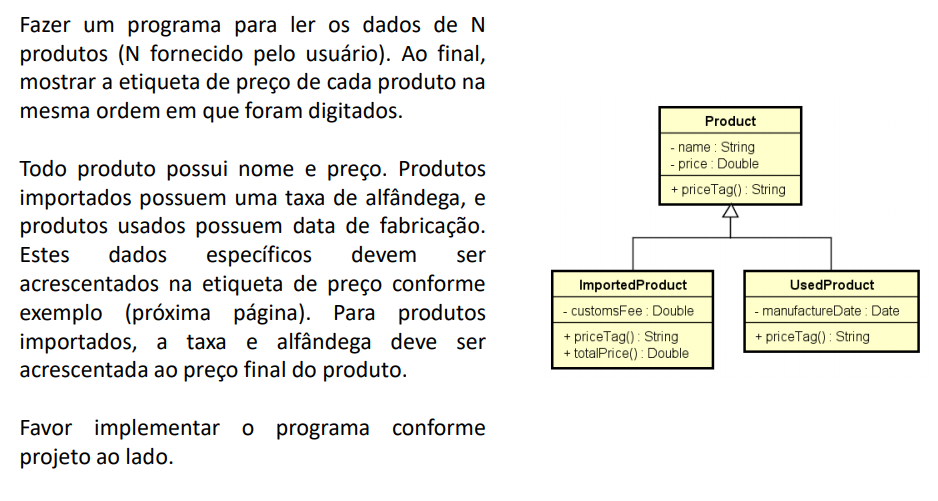 Fazer um programa para ler os dados de N
produtos (N fornecido pelo usuário). Ao final,
mostrar a etiqueta de preço de cada produto na
mesma ordem em que foram digitados.
Todo produto possui nome e preço. Produtos
importados possuem uma taxa de alfândega, e
produtos usados possuem data de fabricação.
Estes dados específicos devem ser
acrescentados na etiqueta de preço conforme
exemplo (próxima página). Para produtos
importados, a taxa e alfândega deve ser
acrescentada ao preço final do produto.
Favor implementar o programa conforme
projeto ao lado.
Product
- name : String
- price : Double
+ priceTag() : String
ImportedProduct
- customsFee : Double
+ priceTag() : String
+ totalPrice() : Double
UsedProduct
- manufactureDate : Date
+ priceTag() : String